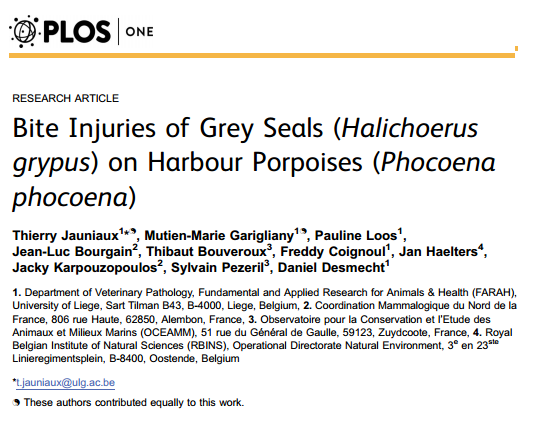 PLOS ONE
RESEARCH ARTICLE
Bite Injuries of Grey Seals (Halichoerus
grypus) on Harbour Porpoises (Phocoena
phocoena)
Thierry Jauniaux1*☯, Mutien-Marie Garigliany1☯, Pauline Loos1,
Jean-Luc Bourgain2, Thibaut Bouveroux3, Freddy Coignoul1, Jan Haelters4,
Jacky Karpouzopoulos2, Sylvain Pezeril3, Daniel Desmecht1
1. Department of Veterinary Pathology, Fundamental and Applied Research for Animals & Health (FARAH),
University of Liege, Sart Tilman B43, B-4000, Liege, Belgium, 2. Coordination Mammalogique du Nord de la
France, 806 rue Haute, 62850, Alembon, France, 3. Observatoire pour la Conservation et l'Etude des
Animaux et Milieux Marins (OCEAMM), 51 rue du Général de Gaulle, 59123, Zuydcoote, France, 4. Royal
Belgian Institute of Natural Sciences (RBINS), Operational Directorate Natural Environment, 3e en 23ste
Linieregimentsplein, B-8400, Oostende, Belgium
*t.jauniaux@ulg.ac.be
☯ These authors contributed equally to this work.